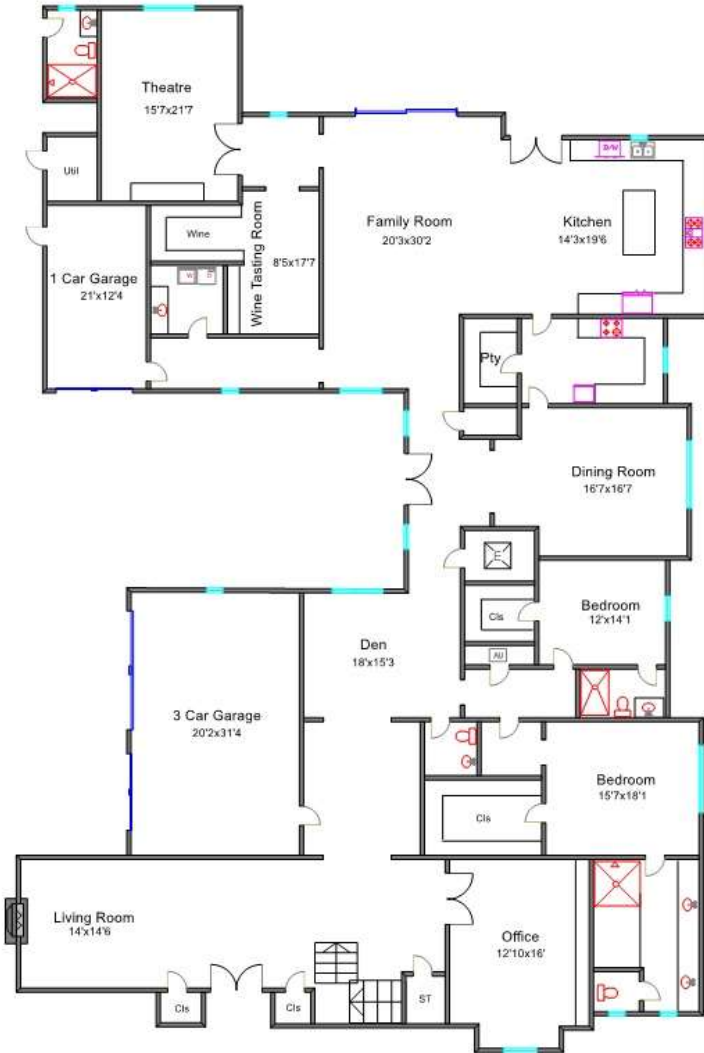 Theatre
15'7x21'7
Util
D/W
Wine
Wine Tasting Room
8'5x17'7
Family Room
20'3x30'2
Kitchen
14'3x19'6
1 Car Garage
21'x12'4
W
D
Pty
Dining Room
16'7x16'7
E
Cls
Bedroom
12'x14'1
AU
Den
18'x15'3
3 Car Garage
20'2x31'4
Bedroom
15'7x18'1
Cls
Living Room
14'x14'6
Office
12'10x16'
Cls
Cls
ST